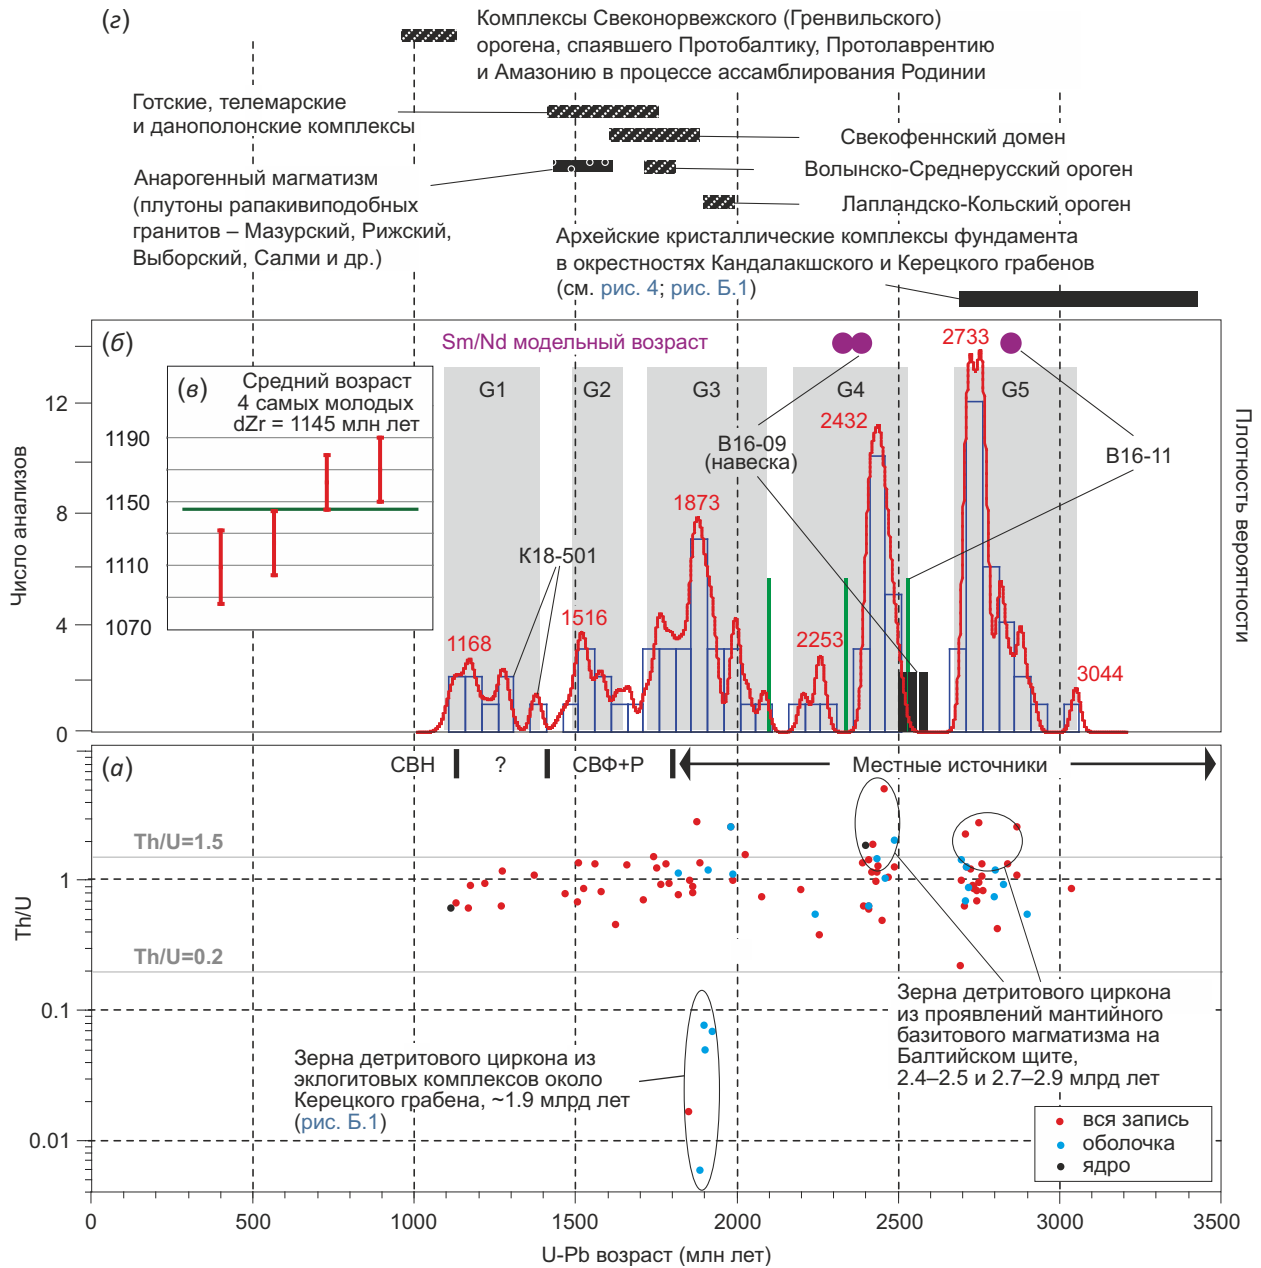 (г)
Комплексы Свеконорвежского (Гренвильского)
орогена, спаявшего Протобалтику, Протолаврентию
и Амазонию в процессе ассамблирования Родинии
Готские, телемарские
и данополонские комплексы
Свекофеннский домен
Волынско-Среднерусский ороген
Анарогенный магматизм
(плутоны рапакивиподобных
гранитов – Мазурский, Рижский,
Выборгский, Салми и др.)
Лапландско-Кольский ороген
Архейские кристаллические комплексы фундамента
в окрестностях Кандалакшского и Керецкого грабенов
(см. рис. 4; рис. Б.1)
(б)
Sm/Nd модельный возраст
2733
(в)
Средний возраст
4 самых молодых
dZr = 1145 млн лет
1190
1150
1110
1070
G1
G2
G3
G4
G5
2432
В16-09
(навеска)
В16-11
1873
К18-501
1516
1168
2253
3044
12
8
4
0
Число анализов
Плотность вероятности
(а)
СВН
?
СВФ+Р
Местные источники
Th/U=1.5
Th/U=0.2
1
0.1
0.01
Th/U
Зерна детритового циркона
из проявлений мантийного
базитового магматизма на
Балтийском щите,
2.4–2.5 и 2.7–2.9 млрд лет
Зерна детритового циркона из
эклогитовых комплексов около
Керецкого грабена, ~1.9 млрд лет
(рис. Б.1)
вся запись
оболочка
ядро
0
500
1000
1500
2000
2500
3000
3500
U-Pb возраст (млн лет)